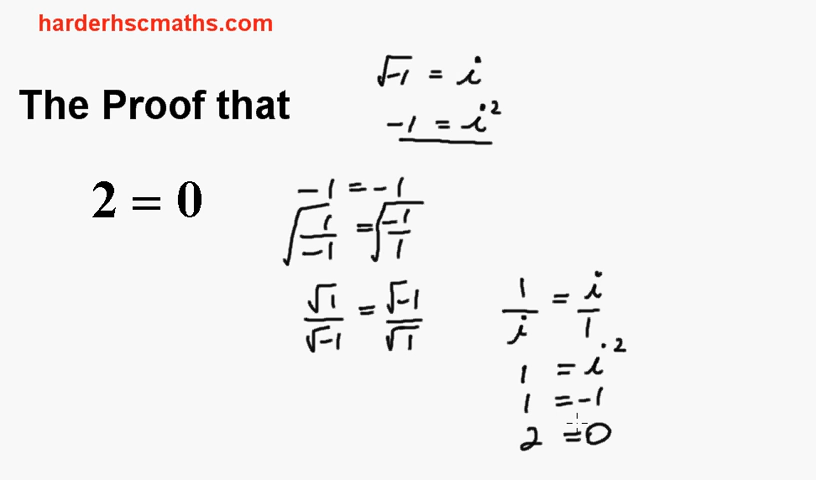 harderhscmaths.com
The Proof that
2 = 0
√-1 = i
-1 = i²
-1 = -1
√(1/-1) = √(-1/1)
√1/√-1 = √-1/√1
1/i = i/1
1 = i²
1 = -1
2 = 0